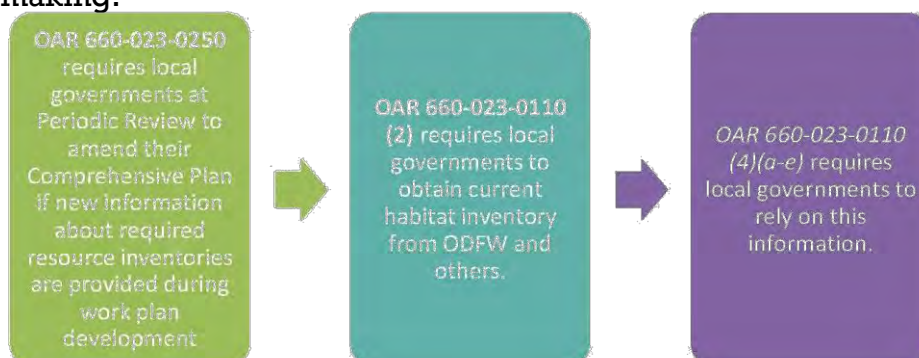 making:
OAR 660-023-0250
requires local
governments at
Periodic Review to
amend their
Comprehensive Plan
if new information
about required
resource inventories
are provided during
work plan
development
OAR 660-023-0110
(2) requires local
governments to
obtain current
habitat inventory
from ODFW and
others.
OAR 660-023-0110
(4)(a-e) requires
local governments to
rely on this
information.